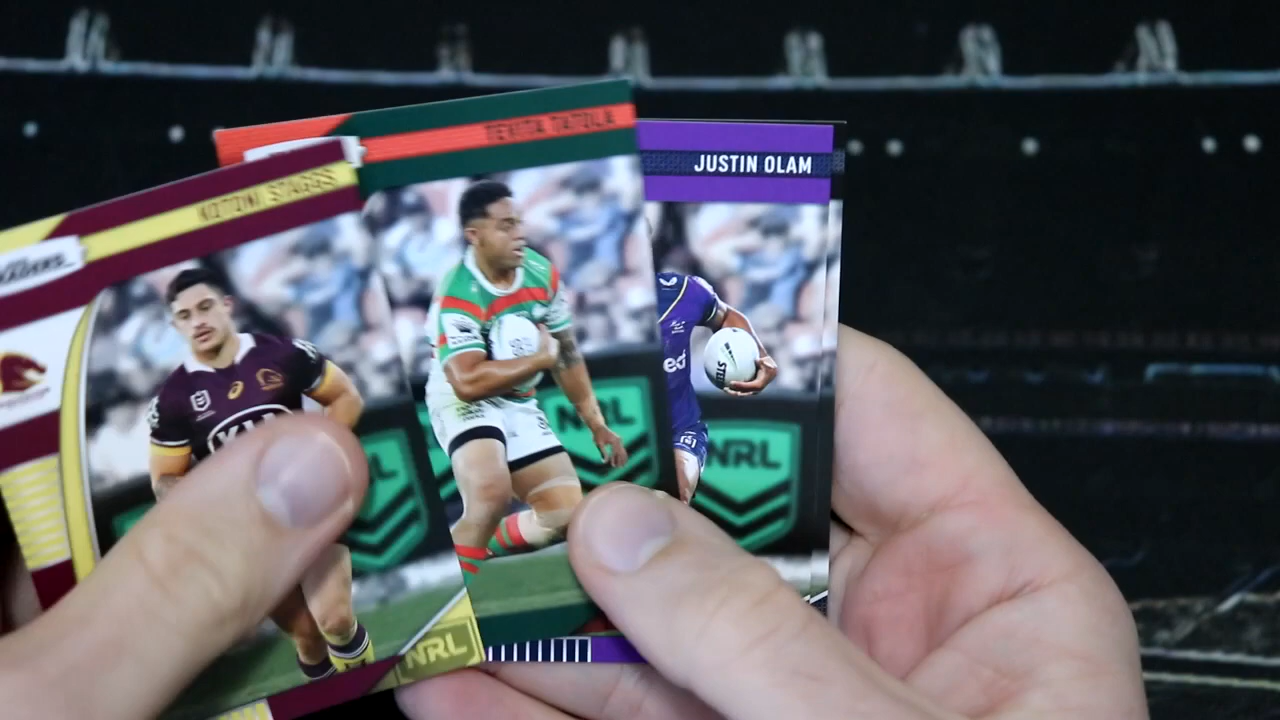 TEVITA TATOLA
JUSTIN OLAM
KOTONI STAGGS
NRL
NRL
NRL